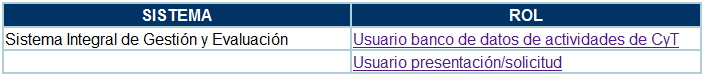 SISTEMA ROL
Sistema Integral de Gestión y Evaluación Usuario banco de datos de actividades de CyT
Usuario presentación/solicitud